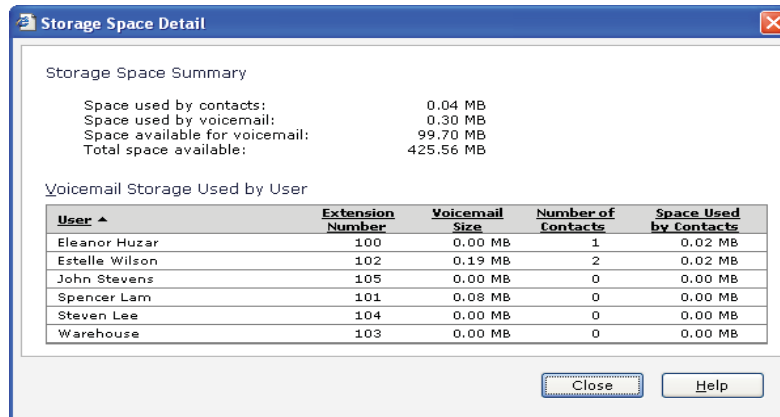 Storage Space Detail
Storage Space Summary
Space used by contacts: 0.04 MB
Space used by voicemail: 0.30 MB
Space available for voicemail: 99.70 MB
Total space available: 425.56 MB
Voicemail Storage Used by User
User Extension Number Voicemail Size Number of Contacts Space Used by Contacts
Eleanor Huzar 100 0.00 MB 1 0.02 MB
Estelle Wilson 102 0.19 MB 2 0.02 MB
John Stevens 105 0.00 MB 0 0.00 MB
Spencer Lam 101 0.08 MB 0 0.00 MB
Steven Lee 104 0.00 MB 0 0.00 MB
Warehouse 103 0.00 MB 0 0.00 MB
Close Help